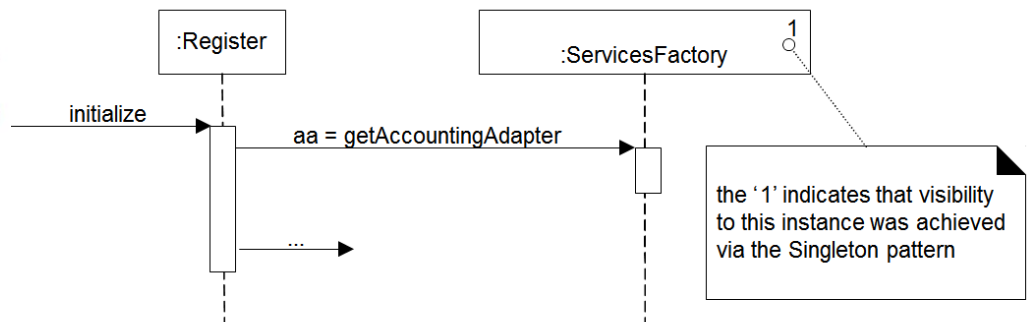 :Register
1
:ServicesFactory
initialize
aa = getAccountingAdapter
...
the ‘1’ indicates that visibility
to this instance was achieved
via the Singleton pattern